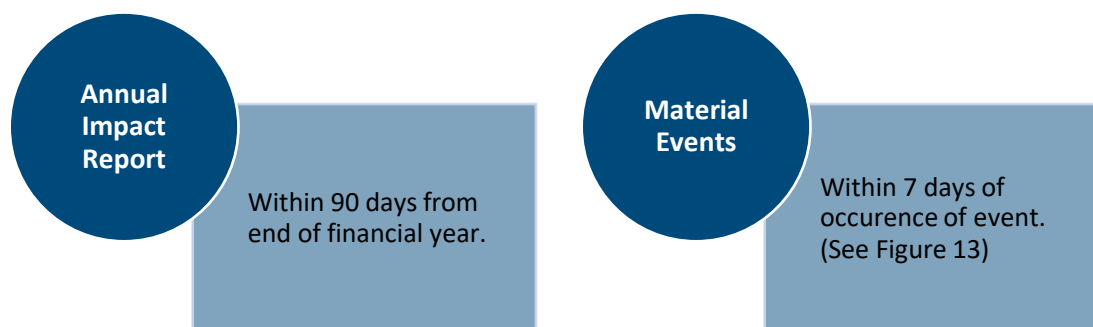 Annual
Impact
Report
Within 90 days from
end of financial year.
Material
Events
Within 7 days of
occurence of event.
(See Figure 13)